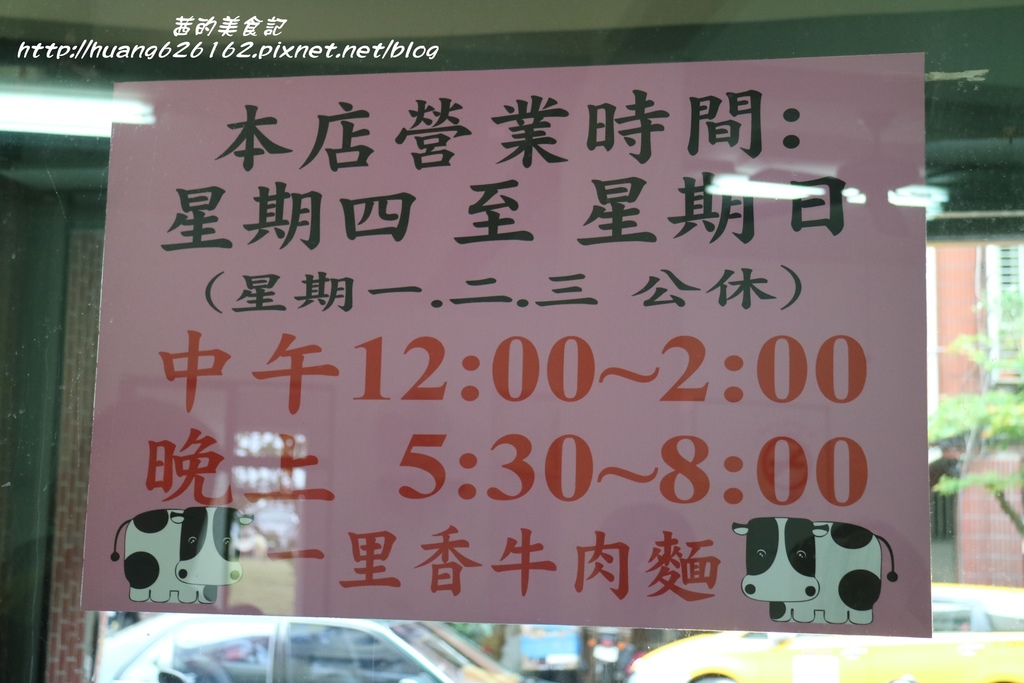 茜的美食記
http://huang626162.pixnet.net/blog
本店營業時間:
星期四 至 星期日
(星期一.二.三 公休)
中午12:00~2:00
晚上 5:30~8:00
一里香牛肉麵